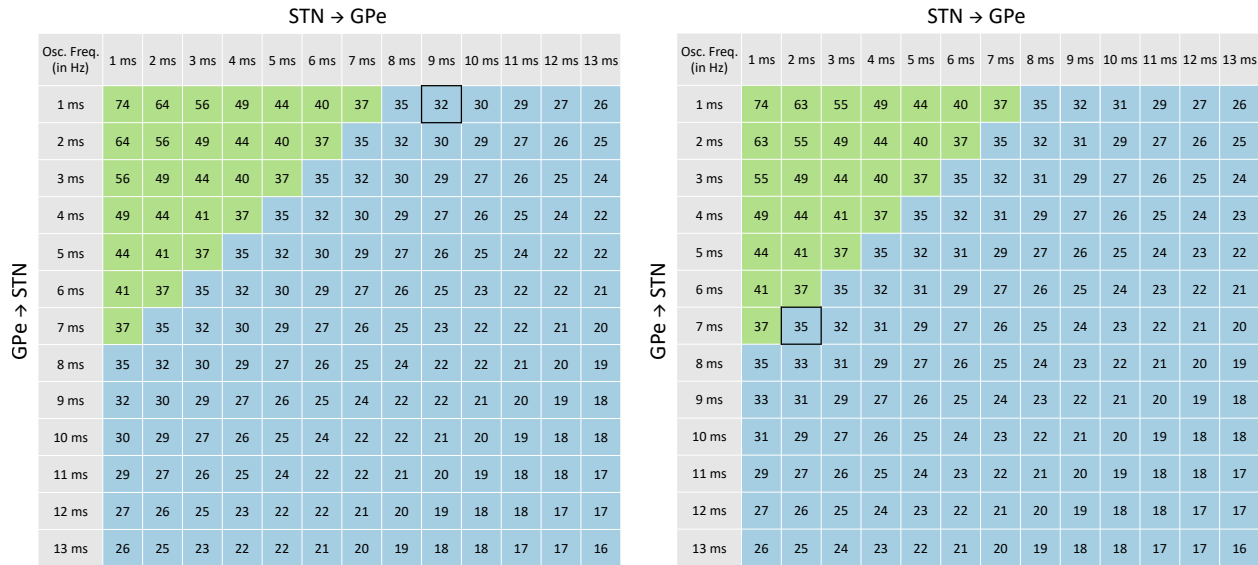 STN → GPe
Osc. Freq. (in Hz) 1 ms 2 ms 3 ms 4 ms 5 ms 6 ms 7 ms 8 ms 9 ms 10 ms 11 ms 12 ms 13 ms
1 ms 74 64 56 49 44 40 37 35 32 30 29 27 26
2 ms 64 56 49 44 40 37 35 32 30 29 27 26 25
3 ms 56 49 44 40 37 35 32 30 29 27 26 25 24
4 ms 49 44 41 37 35 32 30 29 27 26 25 24 22
5 ms 44 41 37 35 32 30 29 27 26 25 24 22 22
6 ms 41 37 35 32 30 29 27 26 25 23 22 22 21
7 ms 37 35 32 30 29 27 26 25 23 22 22 21 20
8 ms 35 32 30 29 27 26 25 24 22 22 21 20 19
9 ms 32 30 29 27 26 25 24 22 22 21 20 19 18
10 ms 30 29 27 26 25 24 22 22 21 20 19 18 18
11 ms 29 27 26 25 24 22 22 21 20 19 18 18 17
12 ms 27 26 25 23 22 22 21 20 19 18 18 17 17
13 ms 26 25 23 22 22 21 20 19 18 18 17 17 16
GPe → STN
STN → GPe
Osc. Freq. (in Hz) 1 ms 2 ms 3 ms 4 ms 5 ms 6 ms 7 ms 8 ms 9 ms 10 ms 11 ms 12 ms 13 ms
1 ms 74 63 55 49 44 40 37 35 32 31 29 27 26
2 ms 63 55 49 44 40 37 35 32 31 29 27 26 25
3 ms 55 49 44 40 37 35 32 31 29 27 26 25 24
4 ms 49 44 41 37 35 32 31 29 27 26 25 24 23
5 ms 44 41 37 35 32 31 29 27 26 25 24 23 22
6 ms 41 37 35 32 31 29 27 26 25 24 23 22 21
7 ms 37 35 32 31 29 27 26 25 24 23 22 21 20
8 ms 35 33 31 29 27 26 25 24 23 22 21 20 19
9 ms 33 31 29 27 26 25 24 23 22 21 20 19 18
10 ms 31 29 27 26 25 24 23 22 21 20 19 18 18
11 ms 29 27 26 25 24 23 22 21 20 19 18 18 17
12 ms 27 26 25 24 23 22 21 20 19 18 18 17 17
13 ms 26 25 24 23 22 21 20 19 18 18 17 17 16
GPe → STN